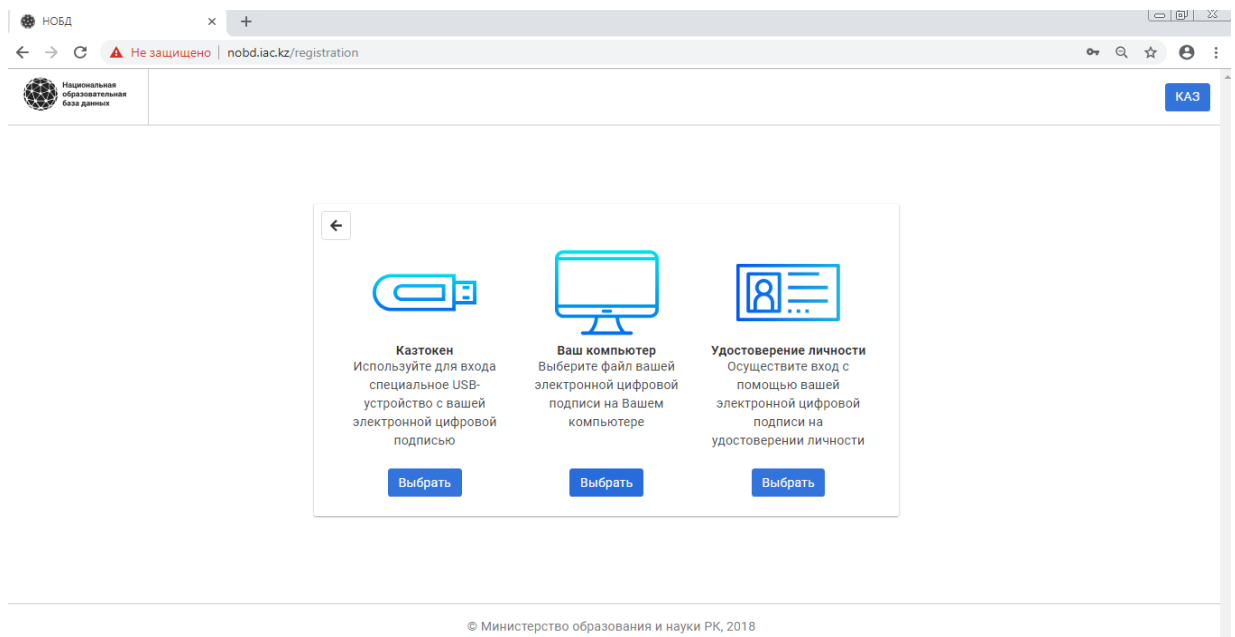 НОБД
Не защищено | nobd.iac.kz/registration
Национальная
образовательная
база данных
КАЗ
Казтокен
Используйте для входа
специальное USB-
устройство с вашей
электронной цифровой
подписью
Выбрать
Ваш компьютер
Выберите файл вашей
электронной цифровой
подписи на Вашем
компьютере
Выбрать
Удостоверение личности
Осуществите вход с
помощью вашей
электронной цифровой
подписи на
удостоверении личности
Выбрать
© Министерство образования и науки РК, 2018